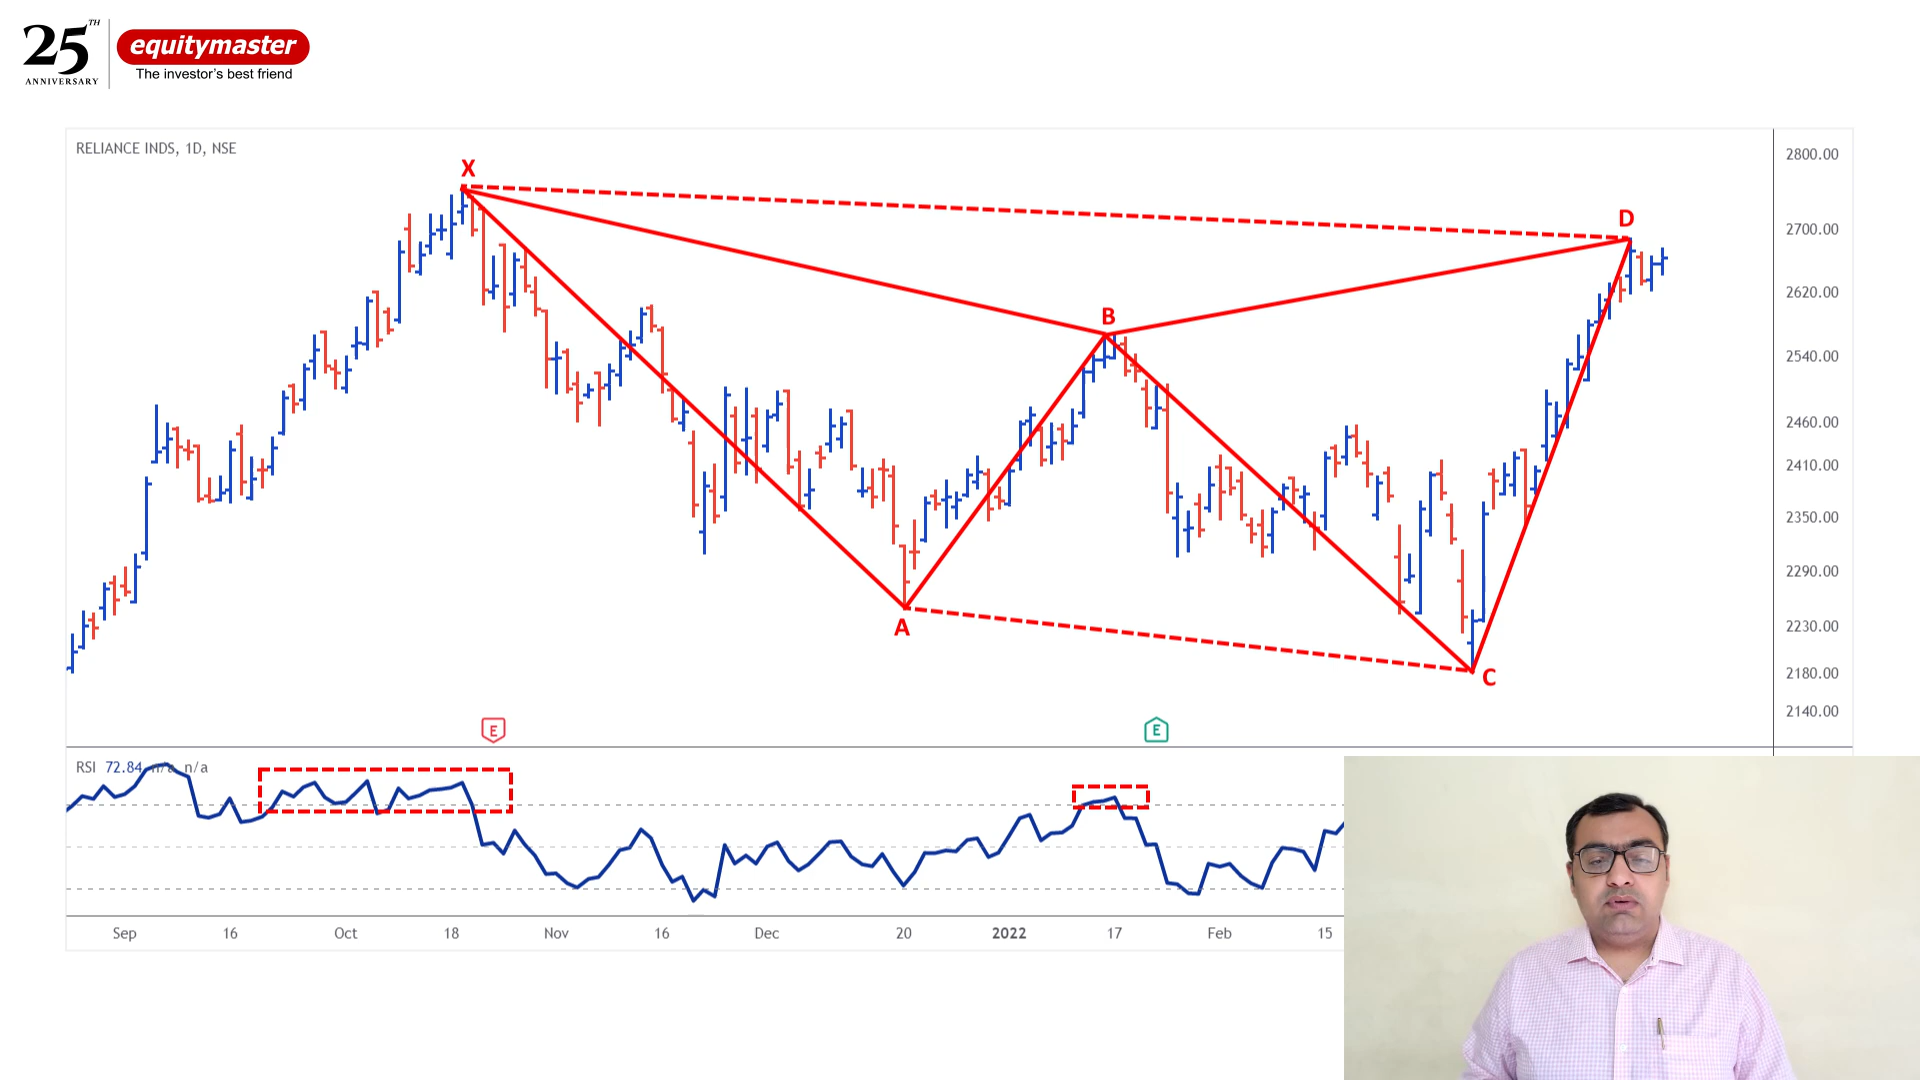 25TH
ANNIVERSARY
equitymaster
The investor's best friend
RELIANCE INDS, 1D, NSE
X
D
B
A
C
2800.00
2700.00
2620.00
2540.00
2460.00
2410.00
2350.00
2290.00
2230.00
2180.00
2140.00
E
E
RSI 72.84 n/a n/a
Sep 16 Oct 18 Nov 16 Dec 20 2022 17 Feb 15